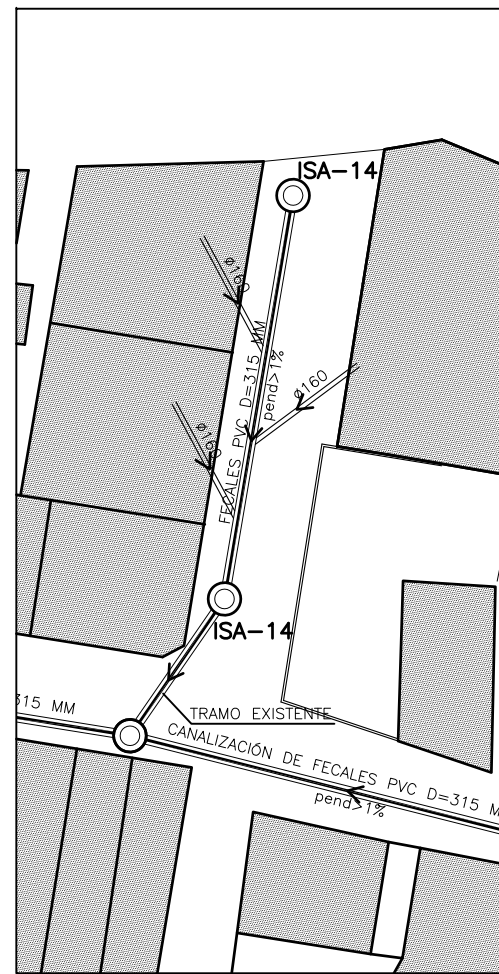 ISA-14
ø160
FECALES PVC D=315 MM
pend>1%
ø160
ø160
ISA-14
TRAMO EXISTENTE
315 MM
CANALIZACIÓN DE FECALES PVC D=315 M
pend>1%